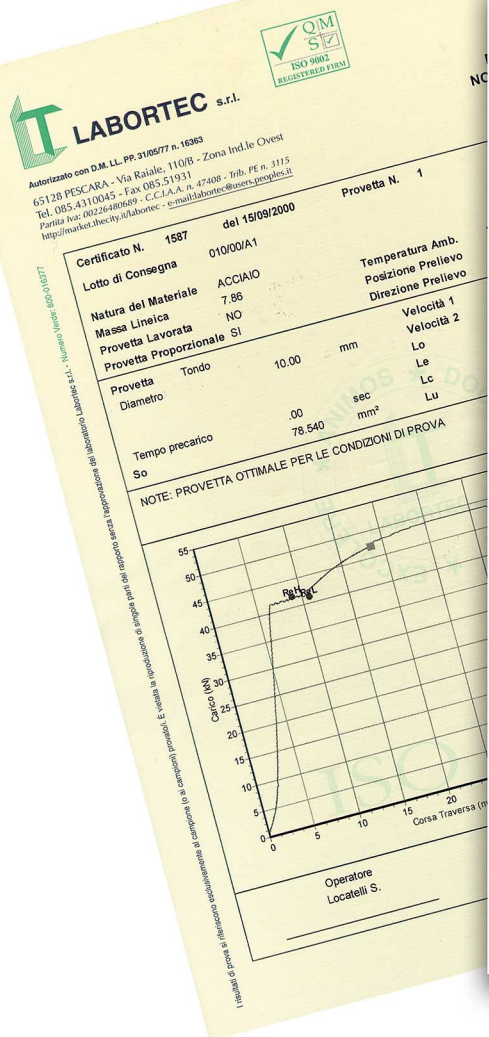 QM
S
ISO 9002
REGISTERED FIRM
NO
LT LABORTEC s.r.l.
Autorizzato con D.M. LL. PP. 31/05/77 n. 16363
65128 PESCARA - Via Raiale, 110/B - Zona Ind.le Ovest
Tel. 085.4310045 - Fax 085.51931
Partita Iva: 00226480689 - C.C.I.A.A. n. 47408 - Trib. PE n. 3115
http://market.thecity.it/labortec - e-mail:labortec@users.peoples.it
Certificato N. 1587 del 15/09/2000 Provetta N. 1
Lotto di Consegna 010/00/A1
Natura del Materiale ACCIAIO Temperatura Amb.
Massa Lineica 7.86 Posizione Prelievo
Provetta Lavorata NO Direzione Prelievo
Provetta Proporzionale SI Velocità 1
Velocità 2
Provetta Tondo Lo
Diametro 10.00 mm Le
Lc
Tempo precarico .00 sec Lu
So 78.540 mm²
NOTE: PROVETTA OTTIMALE PER LE CONDIZIONI DI PROVA
55
50
45
40
35
30
25
20
15
10
5
0
Carico (kN)
ReH ReL
0 5 10 15 20
Corsa Traversa (m
ISO
LABORTEC
Operatore
Locatelli S.
I risultati di prova si riferiscono esclusivamente al campione (o ai campioni) provato/i. È vietata la riproduzione di singole parti del rapporto senza l'approvazione del laboratorio Labortec s.r.l. - Numero Verde: 800-016377